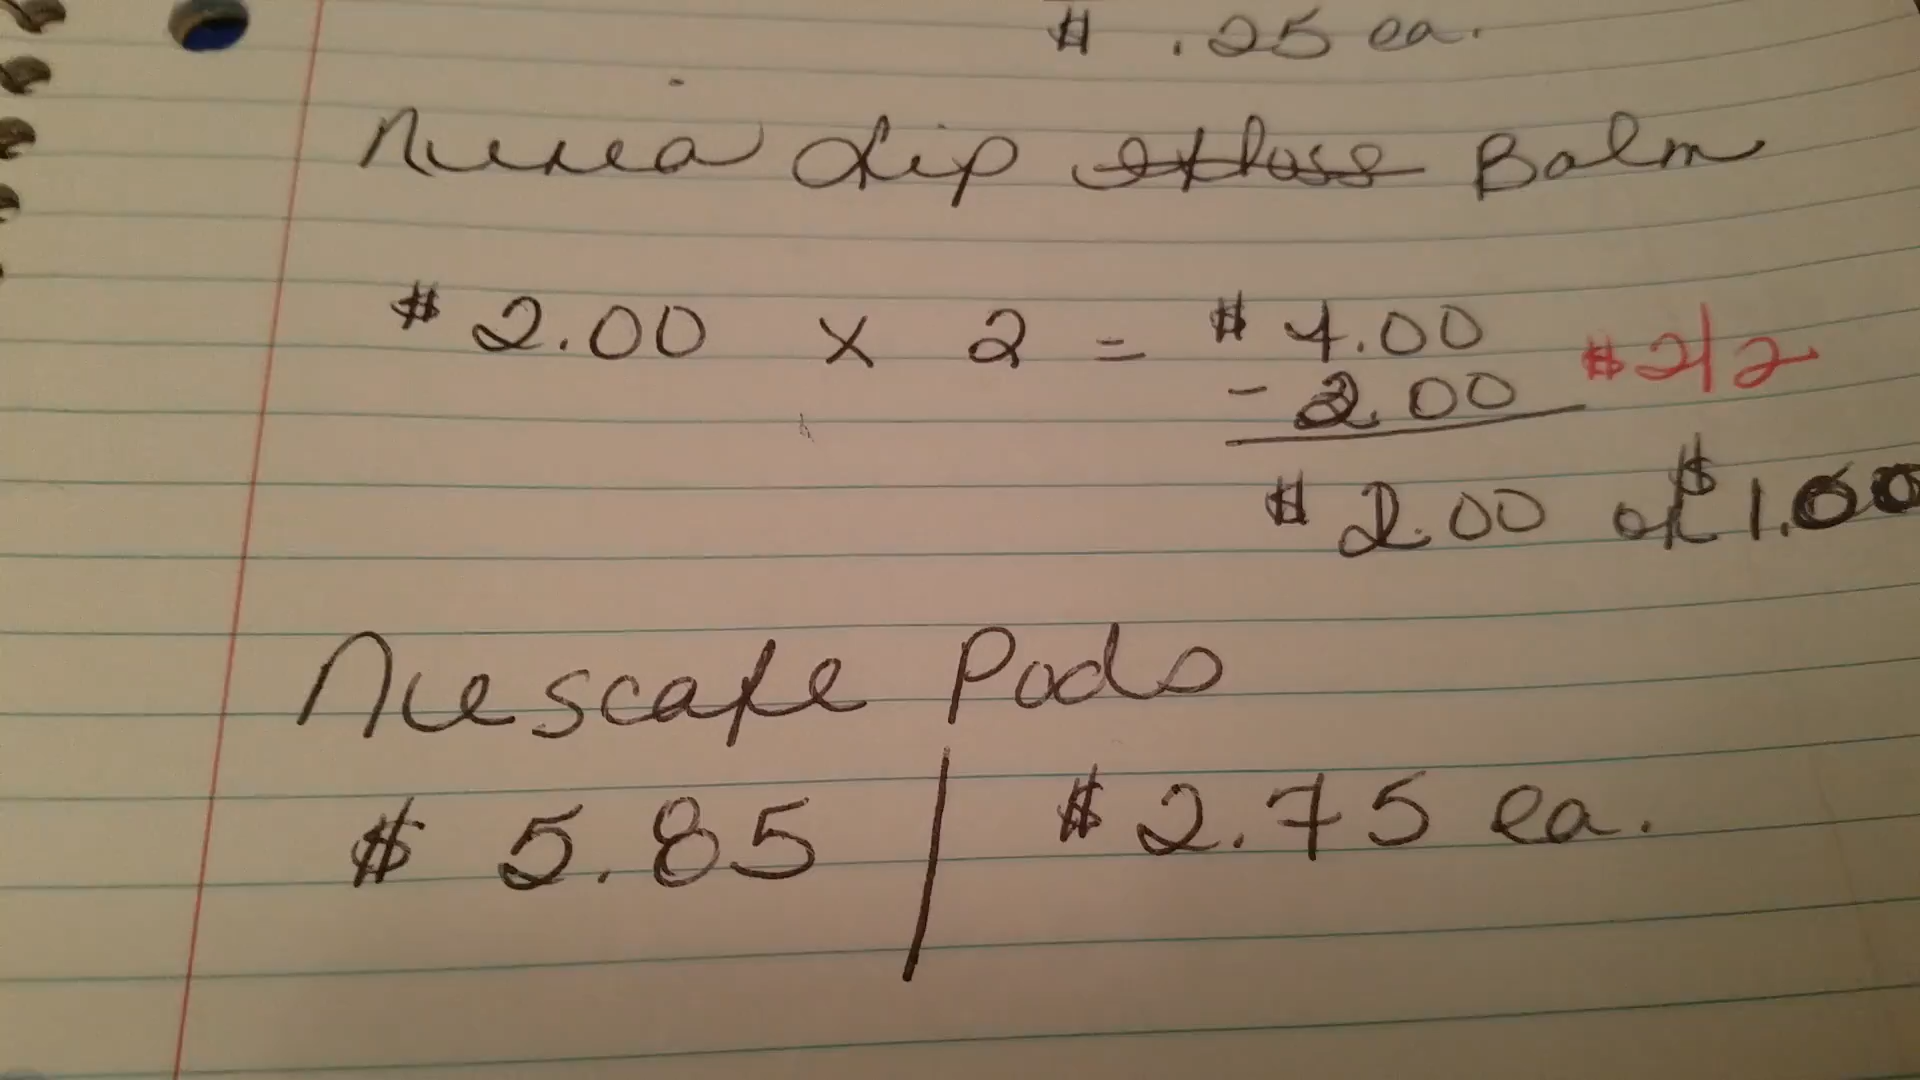 $ .25 ea.
Nivea Lip Balm
$ 2.00 x 2 = $ 4.00
- 2.00 $2/2
$ 2.00 or $1.00
Nescafe Pods
$ 5.85 / $ 2.75 ea.